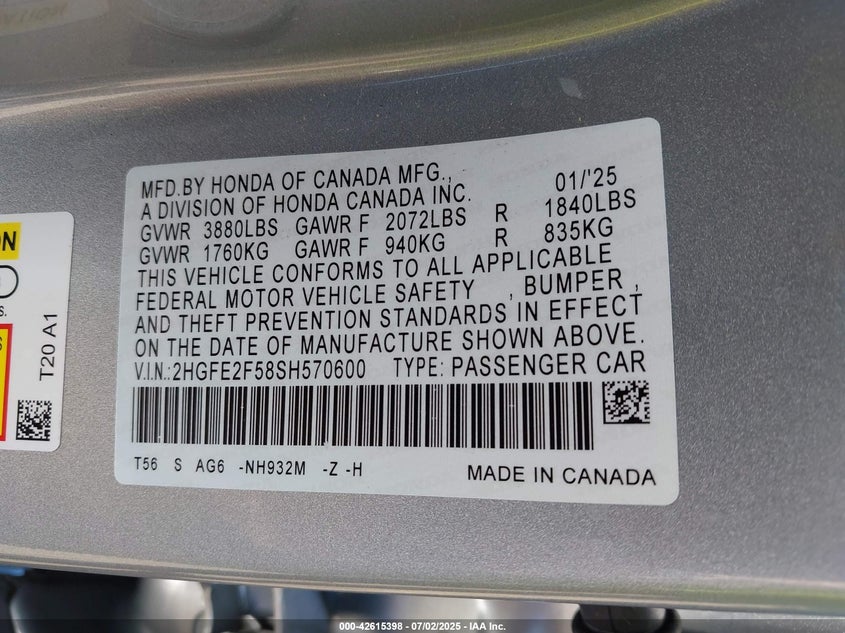 MFD.BY HONDA OF CANADA MFG., 01/'25
A DIVISION OF HONDA CANADA INC.
GVWR 3880LBS GAWR F 2072LBS R 1840LBS
GVWR 1760KG GAWR F 940KG R 835KG
THIS VEHICLE CONFORMS TO ALL APPLICABLE
FEDERAL MOTOR VEHICLE SAFETY , BUMPER ,
AND THEFT PREVENTION STANDARDS IN EFFECT
ON THE DATE OF MANUFACTURE SHOWN ABOVE.
V.I.N.:2HGFE2F58SH570600 TYPE: PASSENGER CAR
T56 S AG6 -NH932M -Z -H
MADE IN CANADA
T20 A1
000-42615398 - 07/02/2025 - IAA Inc.